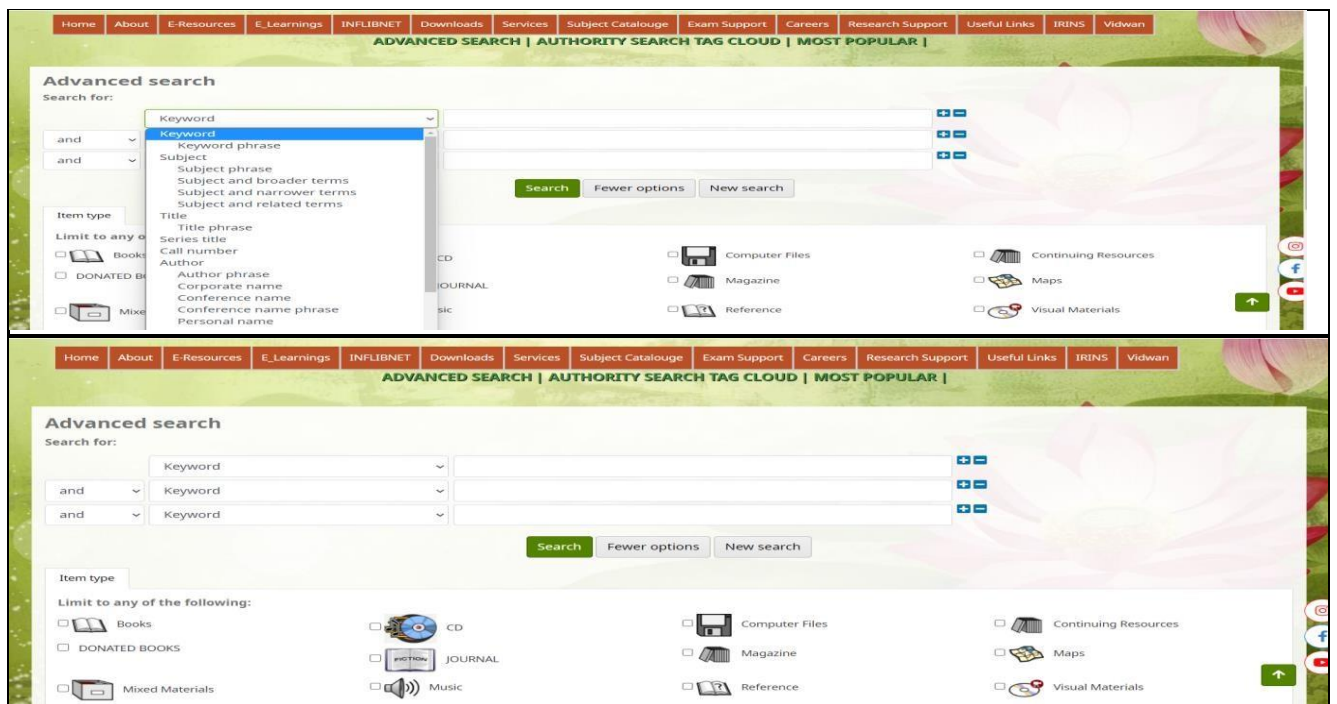 Home About E-Resources E_Learnings INFLIBNET Downloads Services Subject Catalouge Exam Support Careers Research Support Useful Links IRINS Vidwan
ADVANCED SEARCH | AUTHORITY SEARCH TAG CLOUD | MOST POPULAR |
Advanced search
Search for:
Keyword
and Keyword
Keyword phrase
and Subject
Subject phrase
Subject and broader terms
Subject and narrower terms Search Fewer options New search
Subject and related terms
Item type Title
Title phrase
Limit to any o Series title
Books Call number CD Computer Files Continuing Resources
Author
DONATED B Author phrase JOURNAL Magazine Maps
Corporate name
Conference name
Mixe Conference name phrase sic Reference Visual Materials
Personal name
Home About E-Resources E_Learnings INFLIBNET Downloads Services Subject Catalouge Exam Support Careers Research Support Useful Links IRINS Vidwan
ADVANCED SEARCH | AUTHORITY SEARCH TAG CLOUD | MOST POPULAR |
Advanced search
Search for:
Keyword
and Keyword
and Keyword
Search Fewer options New search
Item type
Limit to any of the following:
Books CD Computer Files Continuing Resources
DONATED BOOKS FICTION JOURNAL Magazine Maps
Mixed Materials Music Reference Visual Materials